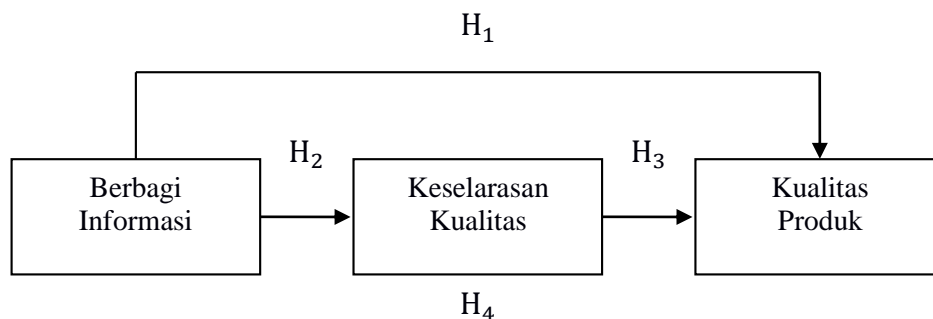 H₁
H₂
H₃
Berbagi
Informasi
Keselarasan
Kualitas
Kualitas
Produk
H₄